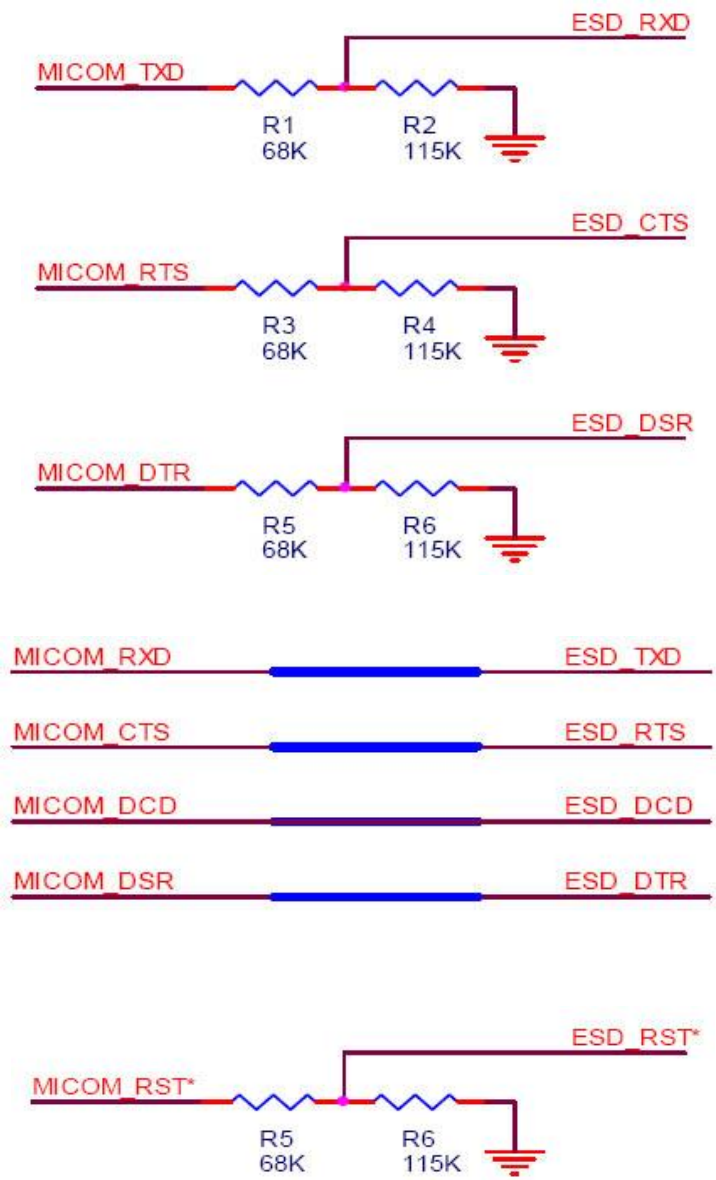 ESD_RXD
MICOM_TXD
R1 R2
68K 115K
ESD_CTS
MICOM_RTS
R3 R4
68K 115K
ESD_DSR
MICOM_DTR
R5 R6
68K 115K
MICOM_RXD ESD_TXD
MICOM_CTS ESD_RTS
MICOM_DCD ESD_DCD
MICOM_DSR ESD_DTR
ESD_RST*
MICOM_RST*
R5 R6
68K 115K